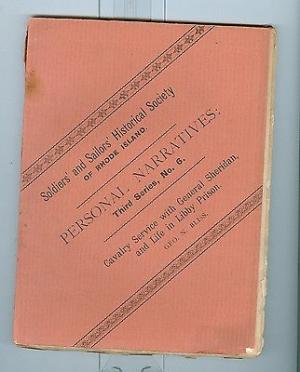 Soldiers' and Sailors' Historical Society
OF RHODE ISLAND.
PERSONAL NARRATIVES:
Third Series, No. 6.
Cavalry Service with General Sheridan,
and Life in Libby Prison.
GEO. N. BLISS.